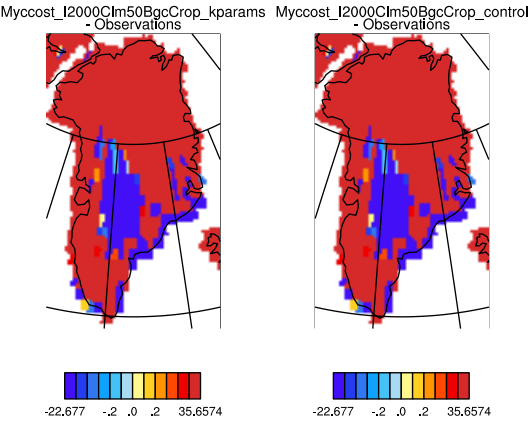 Myccost_I2000Clm50BgcCrop_kparams
- Observations
Myccost_I2000Clm50BgcCrop_control
- Observations
-22.677 -.2 .0 .2 35.6574
-22.677 -.2 .0 .2 35.6574